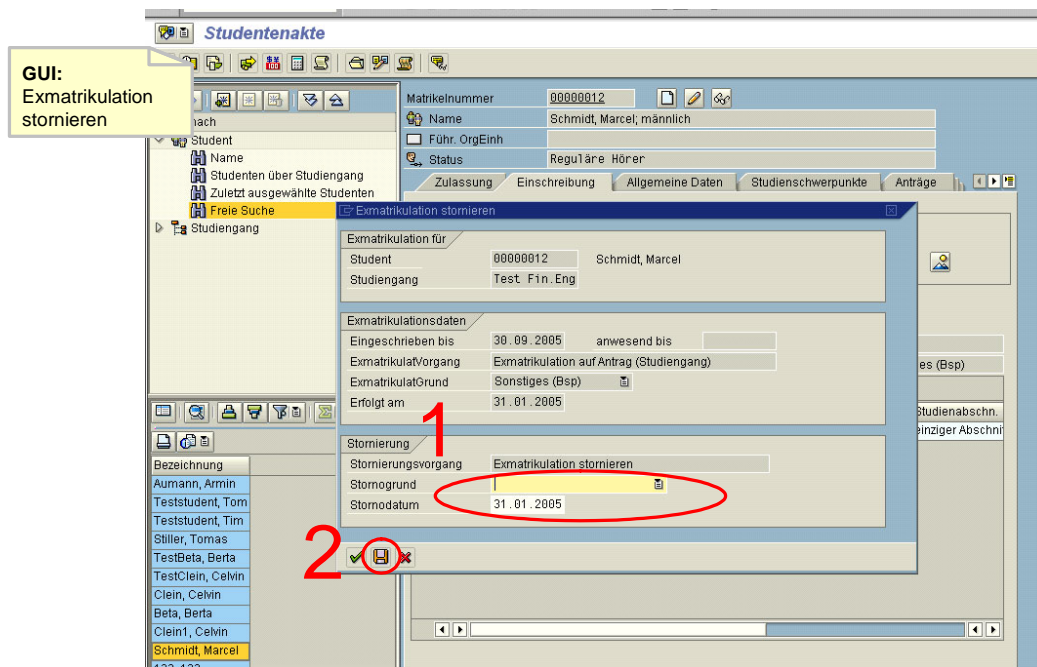 Studentenakte
GUI:
Exmatrikulation
stornieren
nach
Student
Name
Studenten über Studiengang
Zuletzt ausgewählte Studenten
Freie Suche
Studiengang
Matrikelnummer 00000012
Name Schmidt, Marcel; männlich
Führ. OrgEinh
Status Reguläre Hörer
Zulassung Einschreibung Allgemeine Daten Studienschwerpunkte Anträge
Exmatrikulation stornieren
Exmatrikulation für
Student 00000012 Schmidt, Marcel
Studiengang Test Fin.Eng
Exmatrikulationsdaten
Eingeschrieben bis 30.09.2005 anwesend bis
ExmatrikulatVorgang Exmatrikulation auf Antrag (Studiengang)
ExmatrikulatGrund Sonstiges (Bsp)
Erfolgt am 31.01.2005
Stornierung
Stornierungsvorgang Exmatrikulation stornieren
Stornogrund
Stornodatum 31.01.2005
1
2
es (Bsp)
Studienabschn.
einziger Abschni
Bezeichnung
Aumann, Armin
Teststudent, Tom
Teststudent, Tim
Stiller, Tomas
TestBeta, Berta
TestClein, Celvin
Clein, Celvin
Beta, Berta
Clein1, Celvin
Schmidt, Marcel